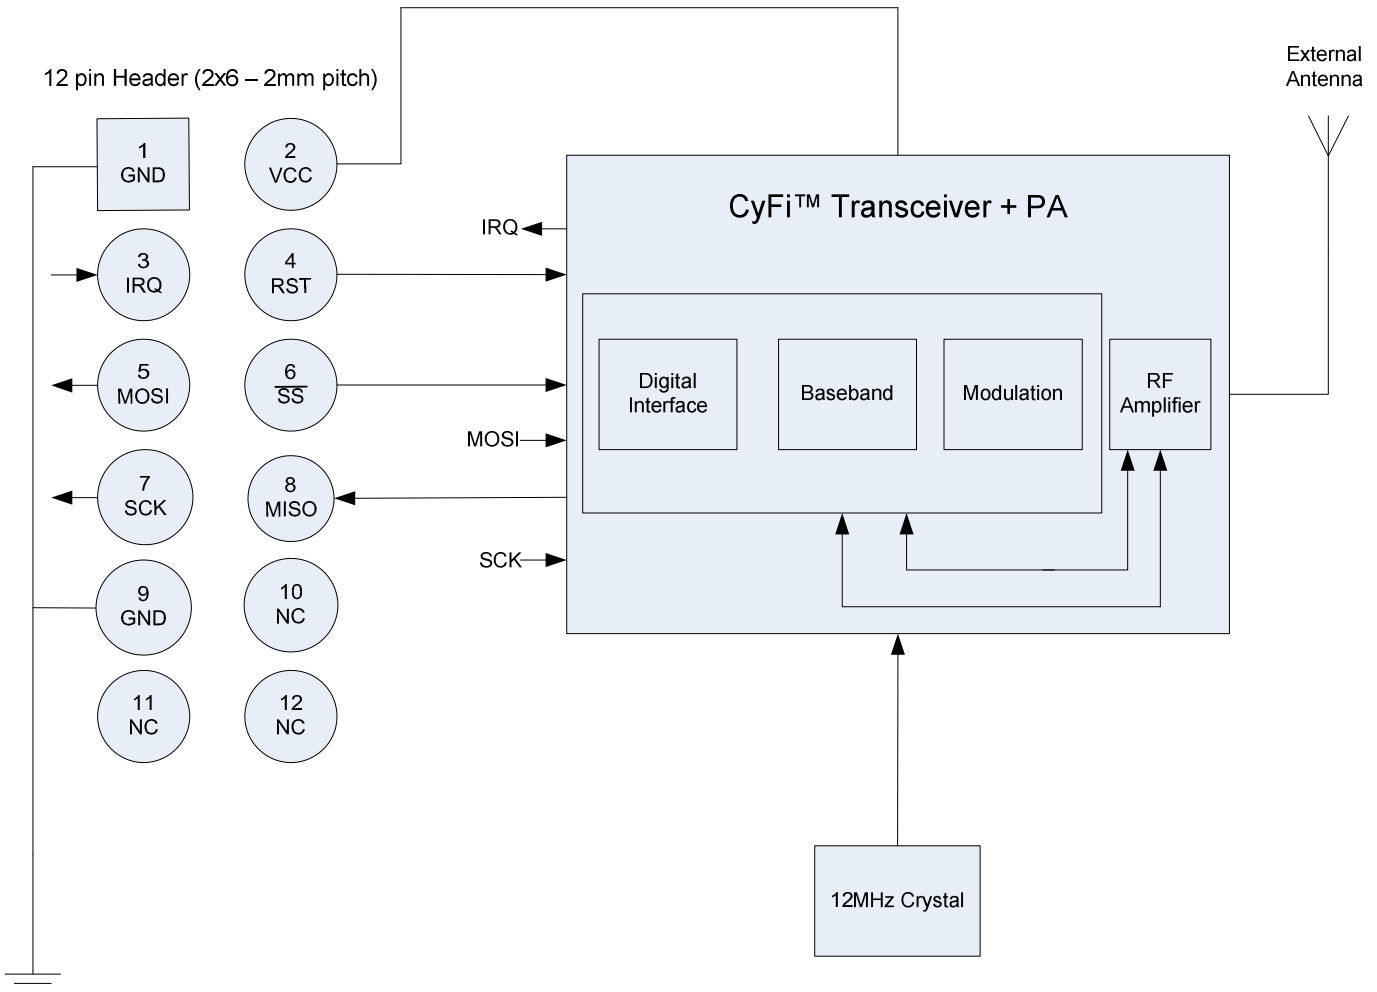 External
Antenna
12 pin Header (2x6 – 2mm pitch)
1
GND
2
VCC
CyFi™ Transceiver + PA
IRQ
3
IRQ
4
RST
5
MOSI
6
SS
Digital
Interface
Baseband
Modulation
RF
Amplifier
MOSI
7
SCK
8
MISO
SCK
9
GND
10
NC
11
NC
12
NC
12MHz Crystal